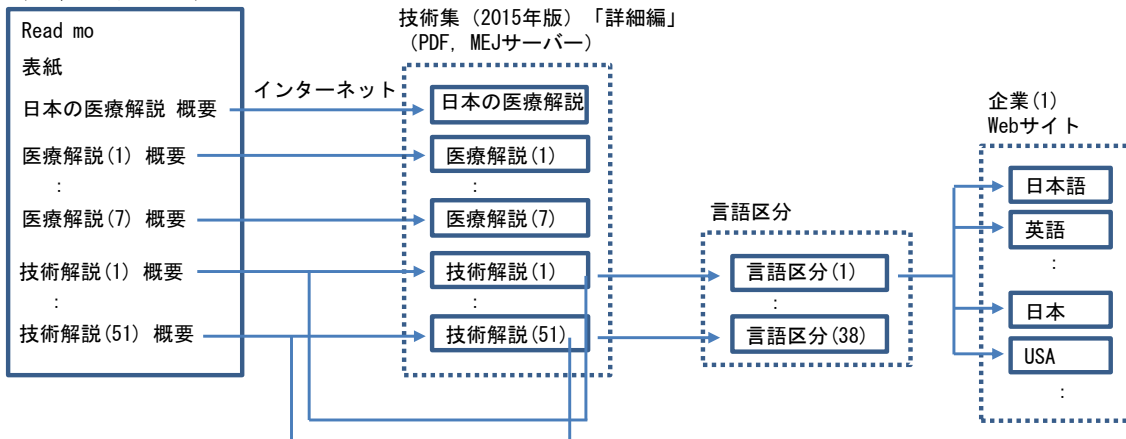 Read mo
表紙
日本の医療解説 概要
医療解説(1) 概要
:
医療解説(7) 概要
技術解説(1) 概要
:
技術解説(51) 概要
インターネット
技術集（2015年版）「詳細編」
（PDF, MEJサーバー）
日本の医療解説
医療解説(1)
:
医療解説(7)
技術解説(1)
:
技術解説(51)
言語区分
言語区分(1)
:
言語区分(38)
企業(1)
Webサイト
日本語
英語
:
日本
USA
: